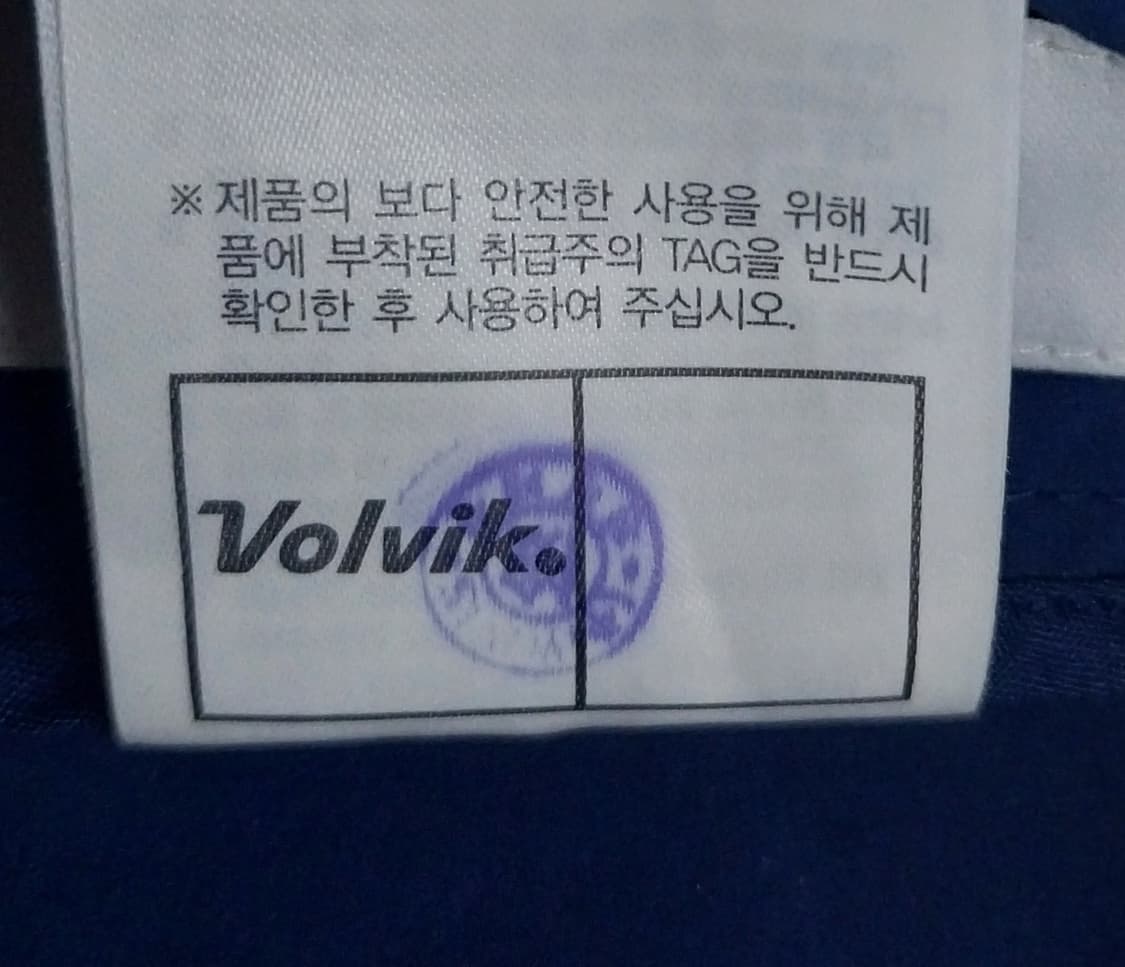 ※제품의 보다 안전한 사용을 위해 제
품에 부착된 취급주의 TAG을 반드시
확인한 후 사용하여 주십시오.
Volvik.